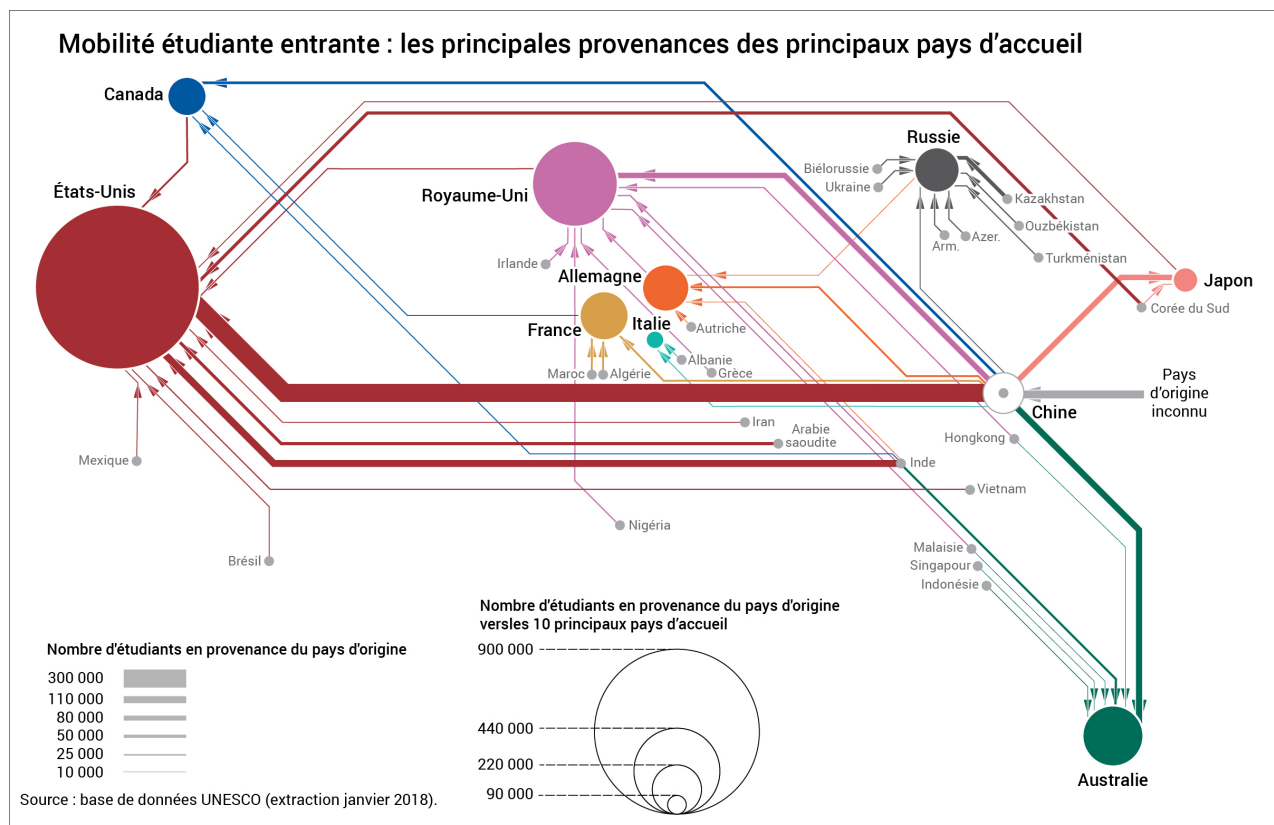 Mobilité étudiante entrante : les principales provenances des principaux pays d’accueil
Canada
Russie
Biélorussie
États-Unis
Ukraine
Royaume-Uni
Kazakhstan
Ouzbékistan
Arm.
Azer.
Turkménistan
Irlande
Allemagne
Japon
Corée du Sud
France
Italie
Autriche
Albanie
Maroc
Algérie
Grèce
Pays
d’origine
inconnu
Chine
Iran
Arabie
saoudite
Hongkong
Mexique
Inde
Vietnam
Nigéria
Brésil
Malaisie
Singapour
Indonésie
Nombre d'étudiants en provenance du pays d'origine
versles 10 principaux pays d’accueil
900 000
440 000
220 000
90 000
Nombre d'étudiants en provenance du pays d'origine
300 000
110 000
80 000
50 000
25 000
10 000
Australie
Source : base de données UNESCO (extraction janvier 2018).